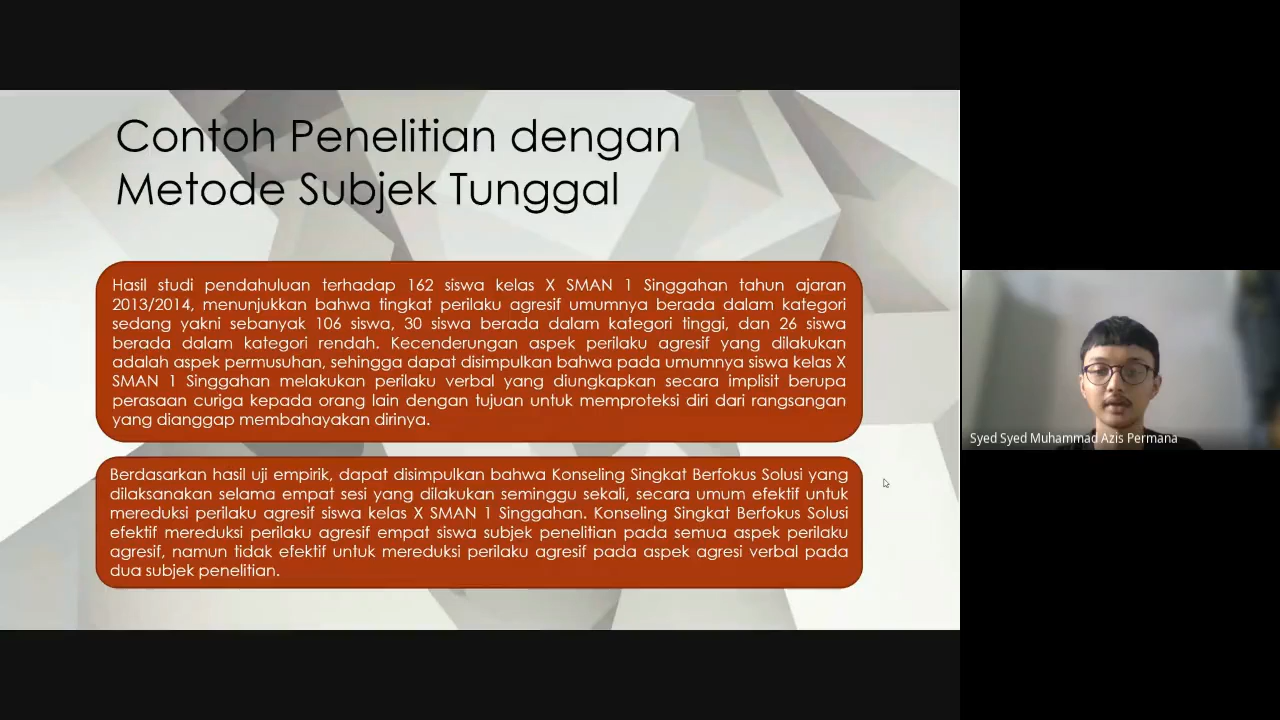 Contoh Penelitian dengan
Metode Subjek Tunggal
Hasil studi pendahuluan terhadap 162 siswa kelas X SMAN 1 Singgahan tahun ajaran
2013/2014, menunjukkan bahwa tingkat perilaku agresif umumnya berada dalam kategori
sedang yakni sebanyak 106 siswa, 30 siswa berada dalam kategori tinggi, dan 26 siswa
berada dalam kategori rendah. Kecenderungan aspek perilaku agresif yang dilakukan
adalah aspek permusuhan, sehingga dapat disimpulkan bahwa pada umumnya siswa kelas X
SMAN 1 Singgahan melakukan perilaku verbal yang diungkapkan secara implisit berupa
perasaan curiga kepada orang lain dengan tujuan untuk memproteksi diri dari rangsangan
yang dianggap membahayakan dirinya.
Berdasarkan hasil uji empirik, dapat disimpulkan bahwa Konseling Singkat Berfokus Solusi yang
dilaksanakan selama empat sesi yang dilakukan seminggu sekali, secara umum efektif untuk
mereduksi perilaku agresif siswa kelas X SMAN 1 Singgahan. Konseling Singkat Berfokus Solusi
efektif mereduksi perilaku agresif empat siswa subjek penelitian pada semua aspek perilaku
agresif, namun tidak efektif untuk mereduksi perilaku agresif pada aspek agresi verbal pada
dua subjek penelitian.
Syed Syed Muhammad Azis Permana